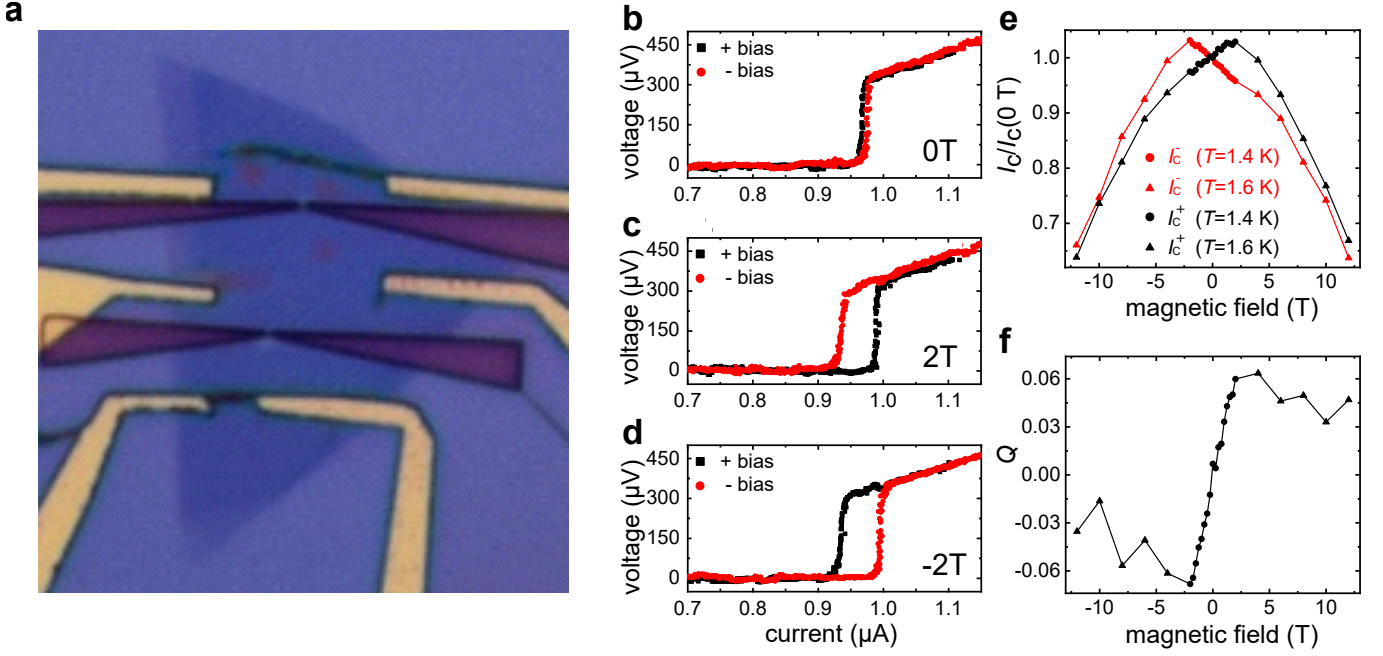 a
b
450
300
150
0
voltage (µV)
+ bias
- bias
0T
0.7 0.8 0.9 1.0 1.1
c
450
300
150
0
voltage (µV)
+ bias
- bias
2T
0.7 0.8 0.9 1.0 1.1
d
450
300
150
0
voltage (µV)
+ bias
- bias
-2T
0.7 0.8 0.9 1.0 1.1
current (µA)
e
1.0
0.9
0.8
0.7
I_C/I_C(0 T)
I_C^- (T=1.4 K)
I_C^- (T=1.6 K)
I_C^+ (T=1.4 K)
I_C^+ (T=1.6 K)
-10 -5 0 5 10
magnetic field (T)
f
0.06
0.03
0.00
-0.03
-0.06
Q
-10 -5 0 5 10
magnetic field (T)